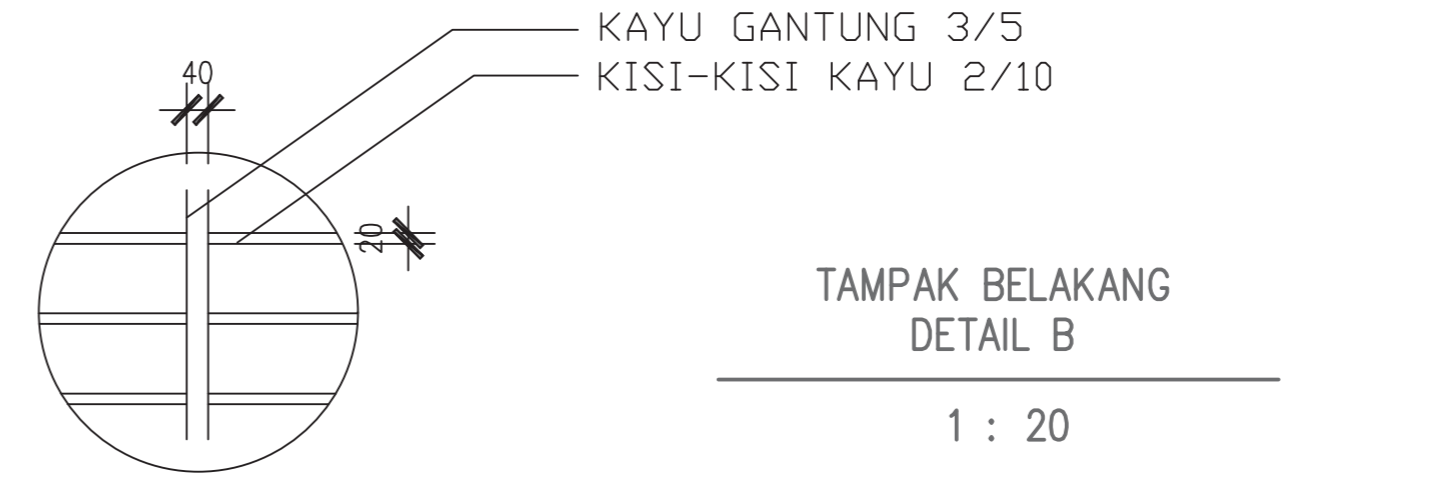 KAYU GANTUNG 3/5
KISI-KISI KAYU 2/10
40
20
TAMPAK BELAKANG
DETAIL B
1 : 20